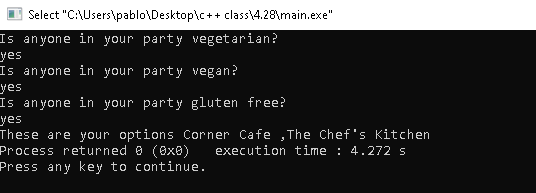 Select "C:\Users\pablo\Desktop\c++ class\4.28\main.exe"
Is anyone in your party vegetarian?
yes
Is anyone in your party vegan?
yes
Is anyone in your party gluten free?
yes
These are your options Corner Cafe ,The Chef's Kitchen
Process returned 0 (0x0)   execution time : 4.272 s
Press any key to continue.